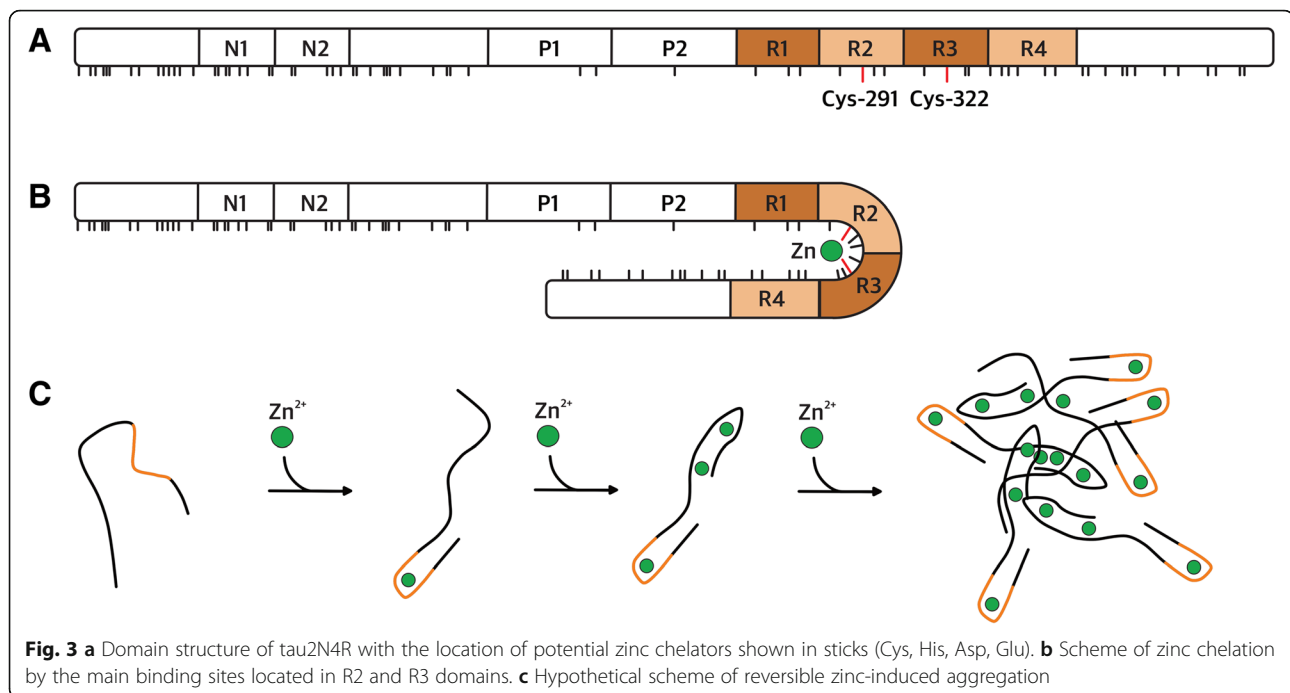 A
N1 N2 P1 P2 R1 R2 R3 R4
Cys-291 Cys-322
B
N1 N2 P1 P2 R1 R2
Zn
R3
R4
C
Zn²⁺ Zn²⁺ Zn²⁺
Fig. 3 a Domain structure of tau2N4R with the location of potential zinc chelators shown in sticks (Cys, His, Asp, Glu). b Scheme of zinc chelation
by the main binding sites located in R2 and R3 domains. c Hypothetical scheme of reversible zinc-induced aggregation